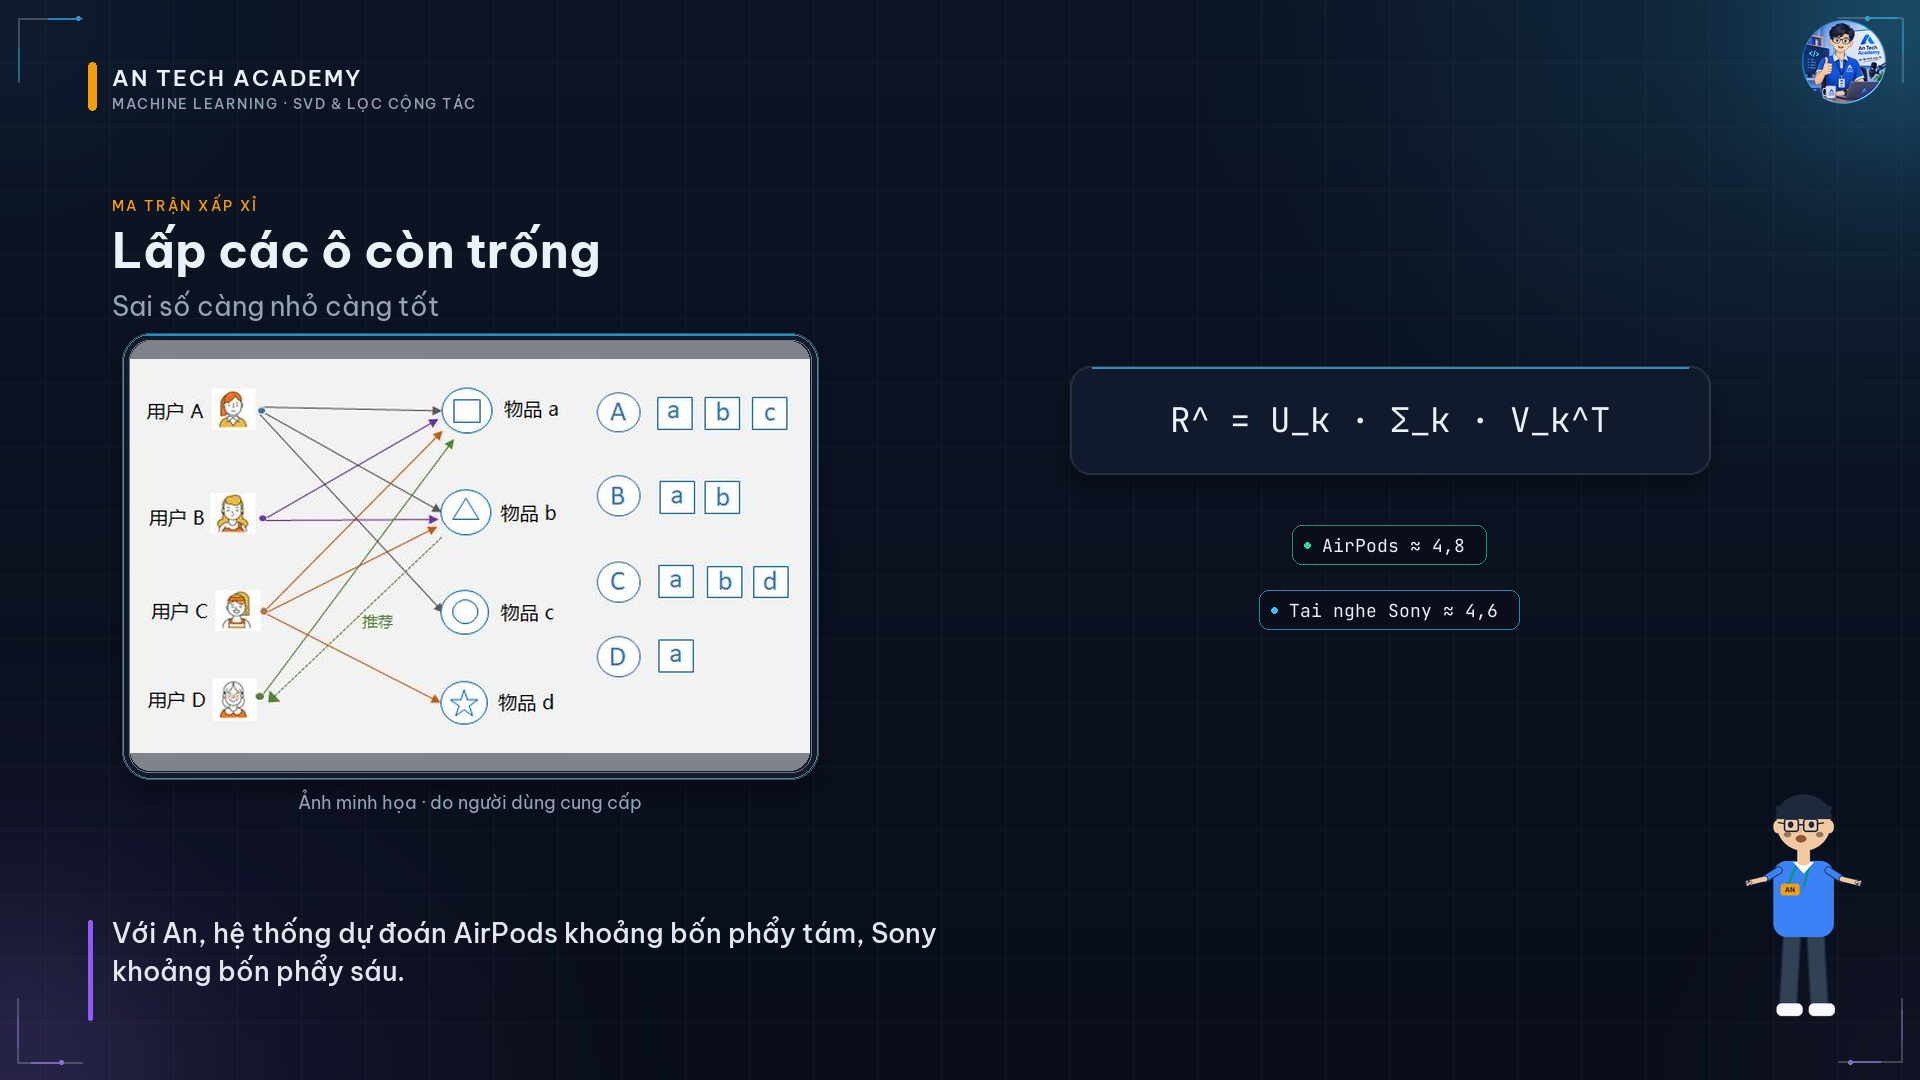 AN TECH ACADEMY
MACHINE LEARNING · SVD & LỌC CỘNG TÁC
An Tech
Academy
MA TRẬN XẤP XỈ
Lấp các ô còn trống
Sai số càng nhỏ càng tốt
用户 A
物品 a
A a b c
用户 B
物品 b
B a b
用户 C
物品 c
C a b d
推荐
用户 D
物品 d
D a
Ảnh minh họa · do người dùng cung cấp
R^ = U_k · Σ_k · V_k^T
AirPods ≈ 4,8
Tai nghe Sony ≈ 4,6
AN
Với An, hệ thống dự đoán AirPods khoảng bốn phẩy tám, Sony
khoảng bốn phẩy sáu.